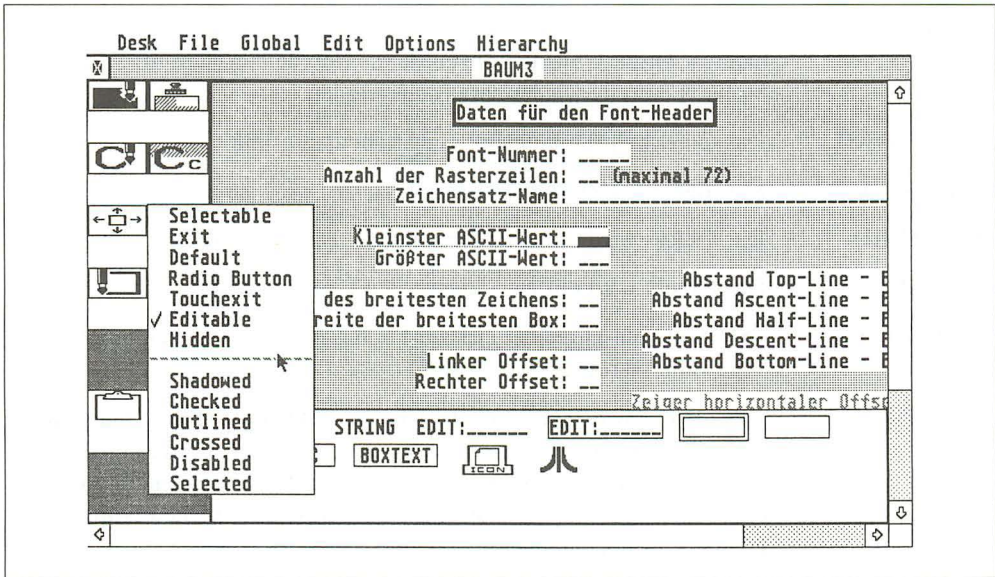 Desk File Global Edit Options Hierarchy
BAUM3
Daten für den Font-Header
Font-Nummer: _____
Anzahl der Rasterzeilen: __ (maximal 72)
Zeichensatz-Name: ______________________________
Kleinster ASCII-Wert: ___
Größter ASCII-Wert: ___
des breitesten Zeichens: __
reite der breitesten Box: __
Linker Offset: __
Rechter Offset: __
Abstand Top-Line - E
Abstand Ascent-Line - E
Abstand Half-Line - E
Abstand Descent-Line - E
Abstand Bottom-Line - E
Zeiger horizontaler Offse
Selectable
Exit
Default
Radio Button
Touchexit
✓ Editable
Hidden
Shadowed
Checked
Outlined
Crossed
Disabled
Selected
STRING EDIT:______ EDIT:______
C BOXTEXT ICON